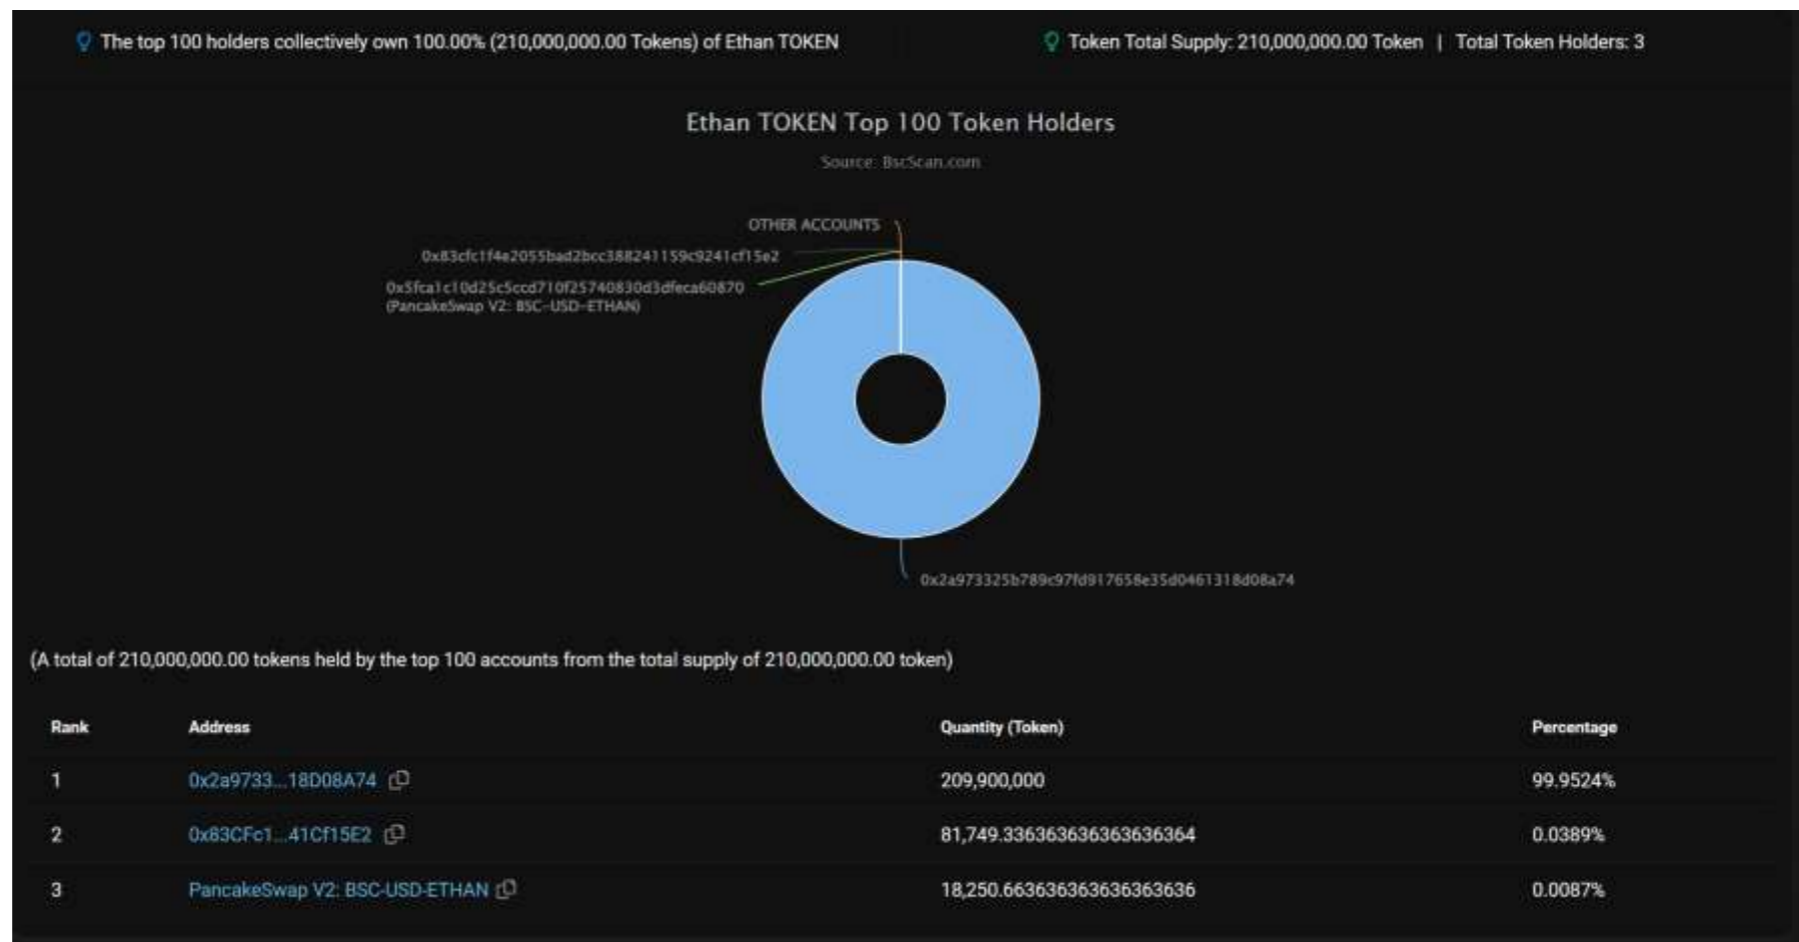 The top 100 holders collectively own 100.00% (210,000,000.00 Tokens) of Ethan TOKEN
Token Total Supply: 210,000,000.00 Token | Total Token Holders: 3
Ethan TOKEN Top 100 Token Holders
Source: BscScan.com
OTHER ACCOUNTS
0x83cfc1f4e2055bad2bcc388241159c9241cf15e2
0x5fca1c10d25c5ccd710f25740830d3dfeca60870
(PancakeSwap V2: BSC-USD-ETHAN)
0x2a973325b789c97fd917658e35d0461318d08a74
(A total of 210,000,000.00 tokens held by the top 100 accounts from the total supply of 210,000,000.00 token)
Rank Address Quantity (Token) Percentage
1 0x2a9733...18D08A74 209,900,000 99.9524%
2 0x83CFc1...41Cf15E2 81,749.336363636363636364 0.0389%
3 PancakeSwap V2: BSC-USD-ETHAN 18,250.663636363636363636 0.0087%